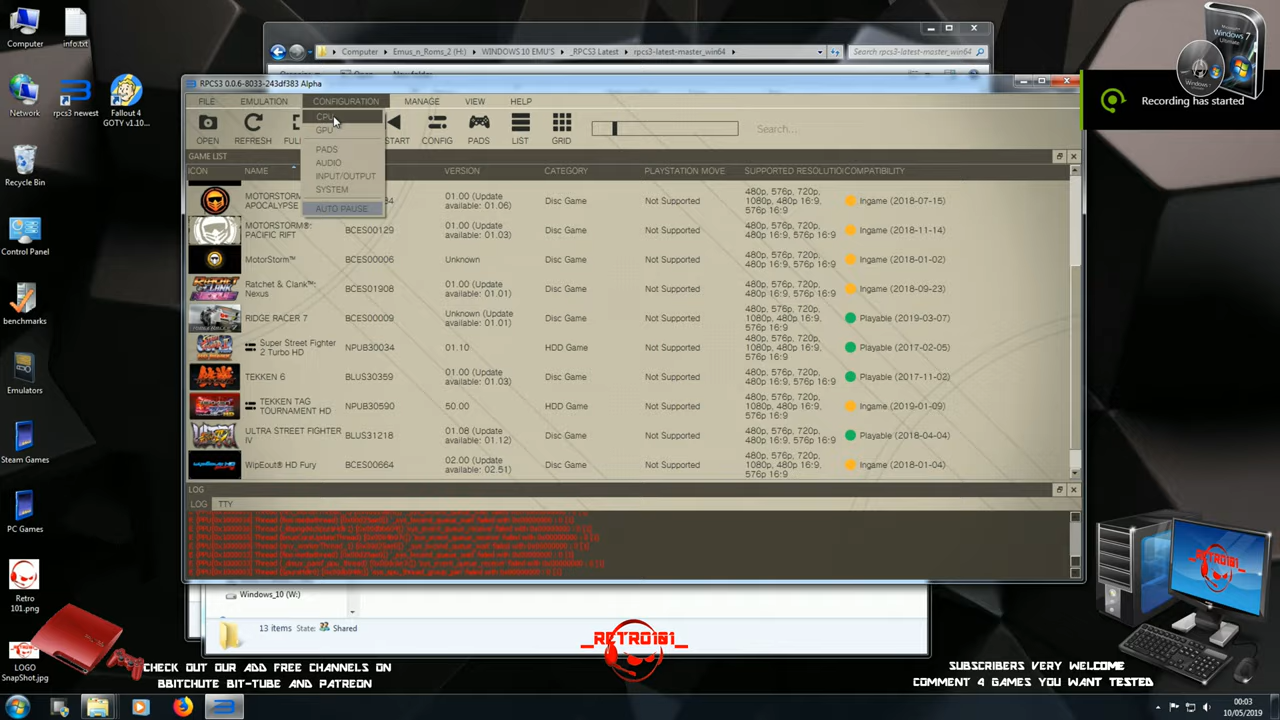 Computer
info.txt
Network
rpcs3 newest
Fallout 4
GOTY v1.10...
Recycle Bin
Control Panel
benchmarks
Emulators
Steam Games
PC Games
Retro
101.png
LOGO
SnapShot.jpg
Computer ▸ Emus_n_Roms_2 (H:) ▸ WINDOWS 10 EMU'S ▸ _RPCS3 Latest ▸ rpcs3-latest-master_win64 ▸
Search rpcs3-latest-master_win64
RPCS3 0.0.6-8033-243df383 Alpha
FILE EMULATION CONFIGURATION MANAGE VIEW HELP
CPU
GPU
PADS
AUDIO
INPUT/OUTPUT
SYSTEM
AUTO PAUSE
OPEN REFRESH START CONFIG PADS LIST GRID
Search...
GAME LIST
ICON NAME VERSION CATEGORY PLAYSTATION MOVE SUPPORTED RESOLUTIO COMPATIBILITY
MOTORSTORM
APOCALYPSE 01.00 (Update
available: 01.06) Disc Game Not Supported 480p, 576p, 720p,
1080p, 480p 16:9,
576p 16:9 Ingame (2018-07-15)
MOTORSTORM®:
PACIFIC RIFT BCES00129 01.00 (Update
available: 01.03) Disc Game Not Supported 480p, 576p, 720p,
480p 16:9, 576p 16:9 Ingame (2018-11-14)
MotorStorm™ BCES00006 Unknown Disc Game Not Supported 480p, 576p, 720p,
480p 16:9, 576p 16:9 Ingame (2018-01-02)
Ratchet & Clank™:
Nexus BCES01908 01.00 (Update
available: 01.01) Disc Game Not Supported 480p, 576p, 720p,
480p 16:9, 576p 16:9 Ingame (2018-09-23)
RIDGE RACER 7 BCES00009 Unknown (Update
available: 01.01) Disc Game Not Supported 480p, 576p, 720p,
1080p, 480p 16:9,
576p 16:9 Playable (2019-03-07)
Super Street Fighter
2 Turbo HD NPUB30034 01.10 HDD Game Not Supported 480p, 576p, 720p,
1080p, 480p 16:9,
576p 16:9 Playable (2017-02-05)
TEKKEN 6 BLUS30359 01.00 (Update
available: 01.03) Disc Game Not Supported 480p, 576p, 720p,
480p 16:9, 576p 16:9 Playable (2017-11-02)
TEKKEN TAG
TOURNAMENT HD NPUB30590 50.00 HDD Game Not Supported 480p, 576p, 720p,
1080p, 480p 16:9,
576p 16:9 Ingame (2019-01-09)
ULTRA STREET FIGHTER
IV BLUS31218 01.08 (Update
available: 01.12) Disc Game Not Supported 480p, 576p, 720p,
480p 16:9, 576p 16:9 Playable (2018-04-04)
WipEout® HD Fury BCES00664 02.00 (Update
available: 02.51) Disc Game Not Supported 480p, 576p, 720p,
1080p, 480p 16:9,
576p 16:9 Ingame (2018-01-04)
LOG
LOG TTY
Windows_10 (W:)
13 items State: Shared
Recording has started
Windows 7
Ultimate
_RETRO101_
CHECK OUT OUR ADD FREE CHANNELS ON
BBITCHUTE BIT-TUBE AND PATREON
SUBSCRIBERS VERY WELCOME
COMMENT 4 GAMES YOU WANT TESTED
00:03
10/05/2019